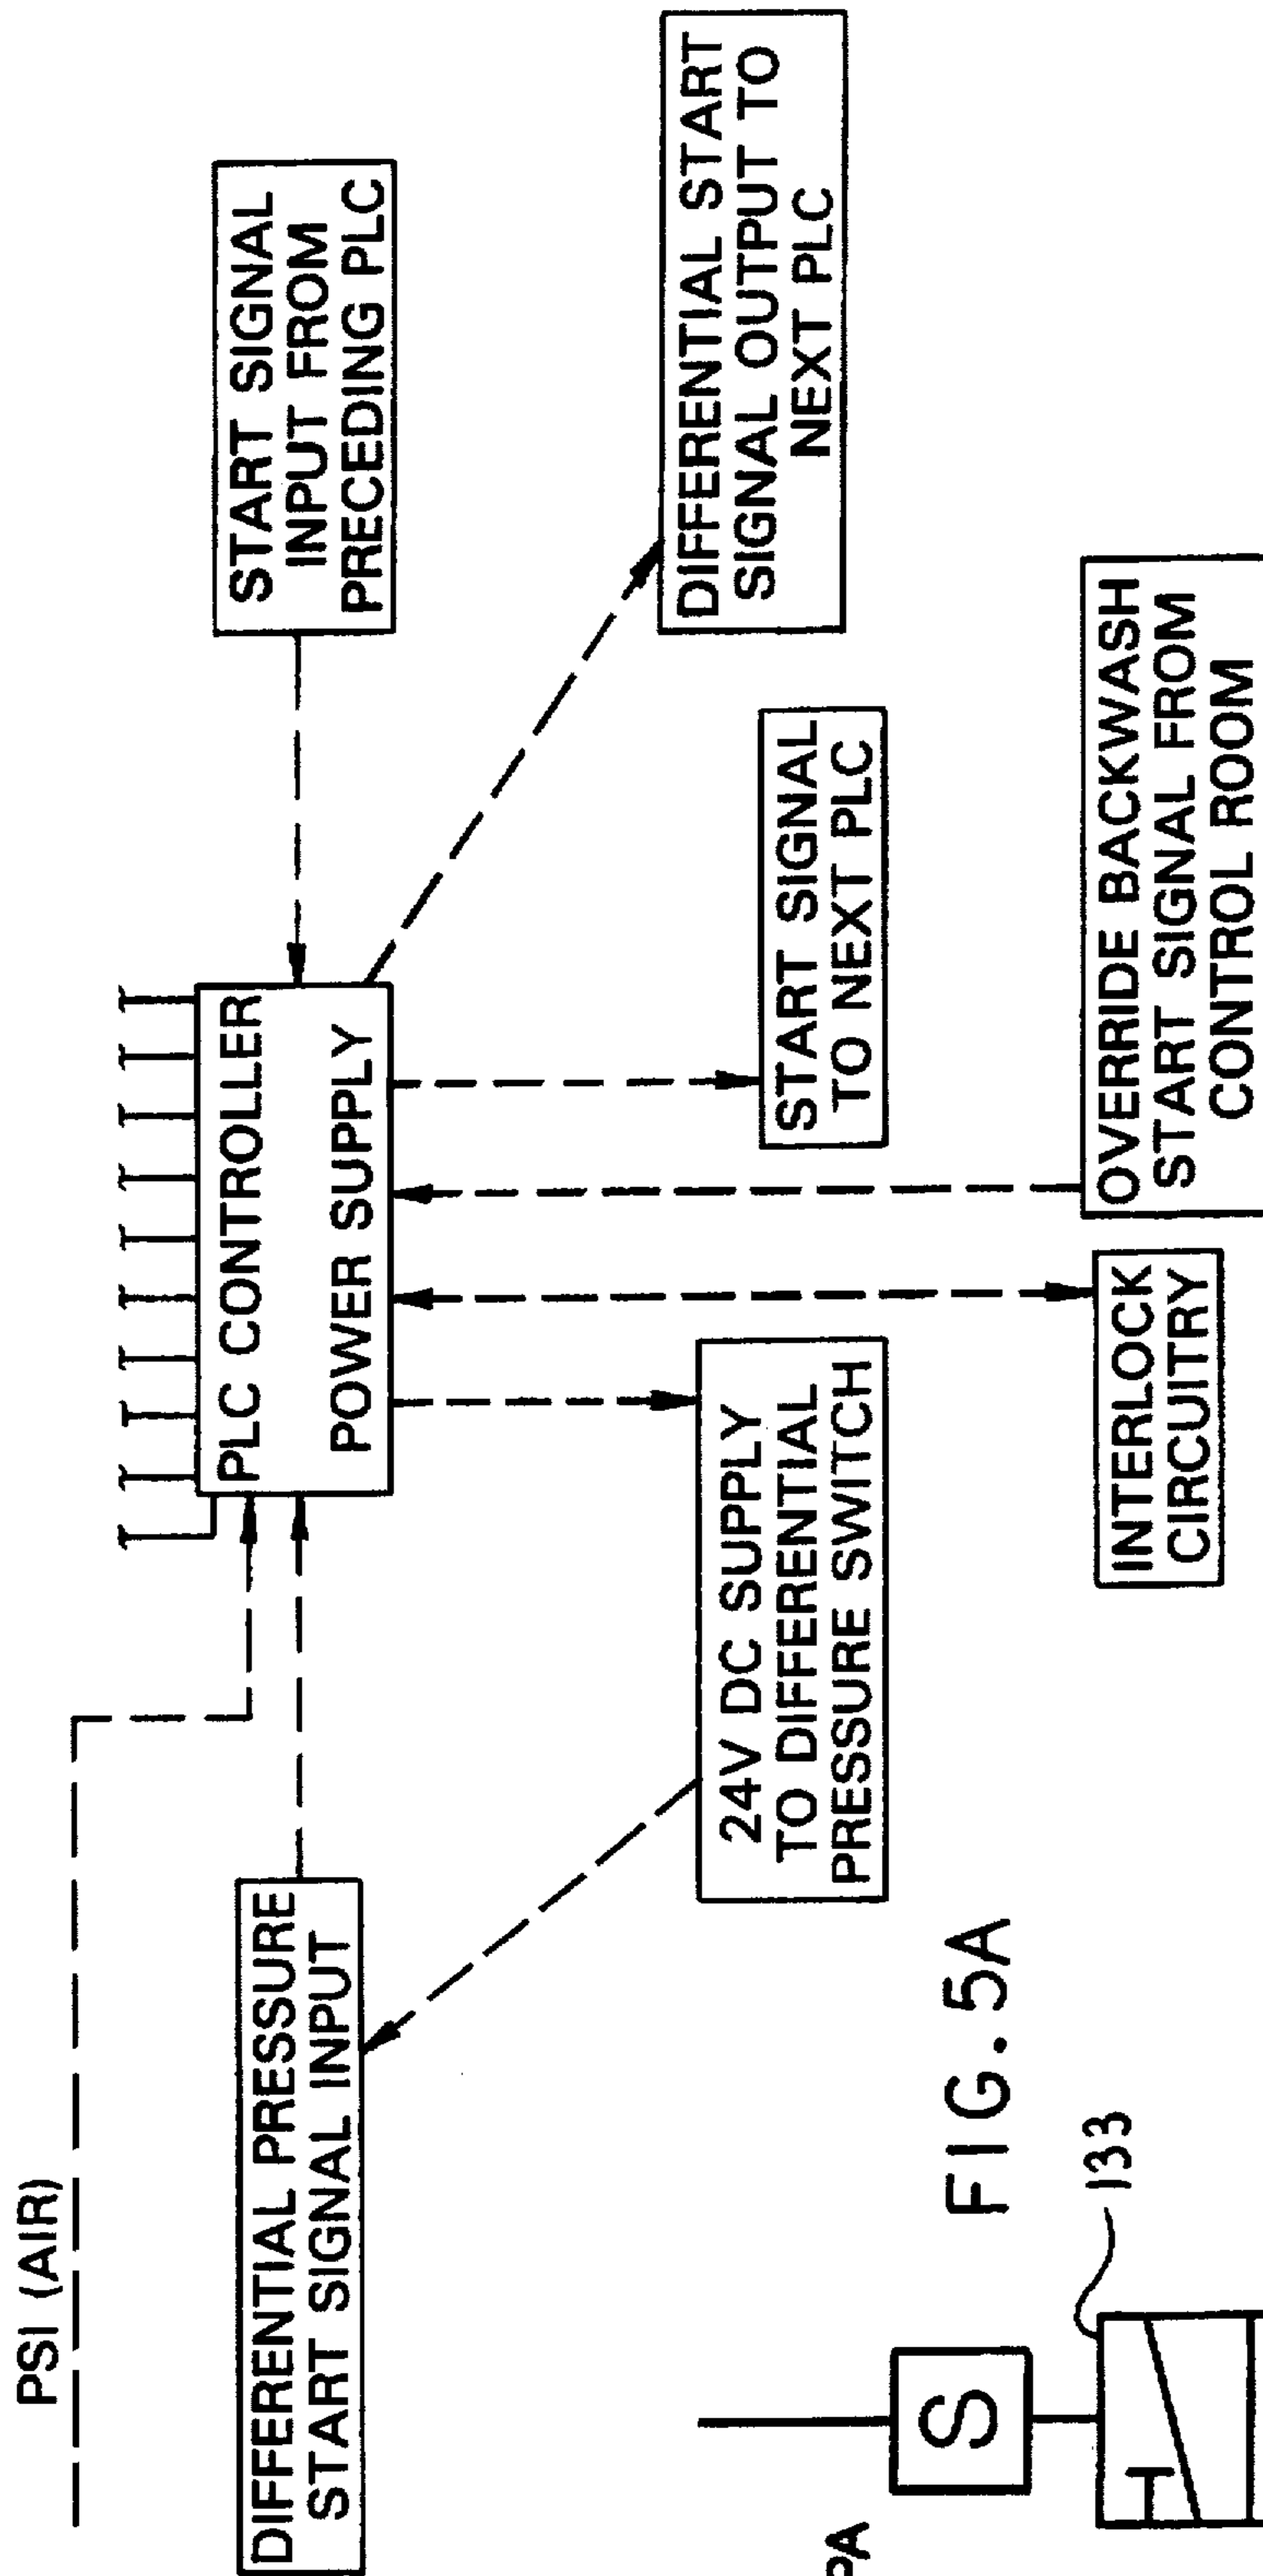 PSI (AIR)
DIFFERENTIAL PRESSURE
START SIGNAL INPUT
PLC CONTROLLER
POWER SUPPLY
START SIGNAL
INPUT FROM
PRECEDING PLC
DIFFERENTIAL START
SIGNAL OUTPUT TO
NEXT PLC
START SIGNAL
TO NEXT PLC
24V DC SUPPLY
TO DIFFERENTIAL
PRESSURE SWITCH
OVERRIDE BACKWASH
START SIGNAL FROM
CONTROL ROOM
INTERLOCK
CIRCUITRY
PA
S
133
FIG. 5A